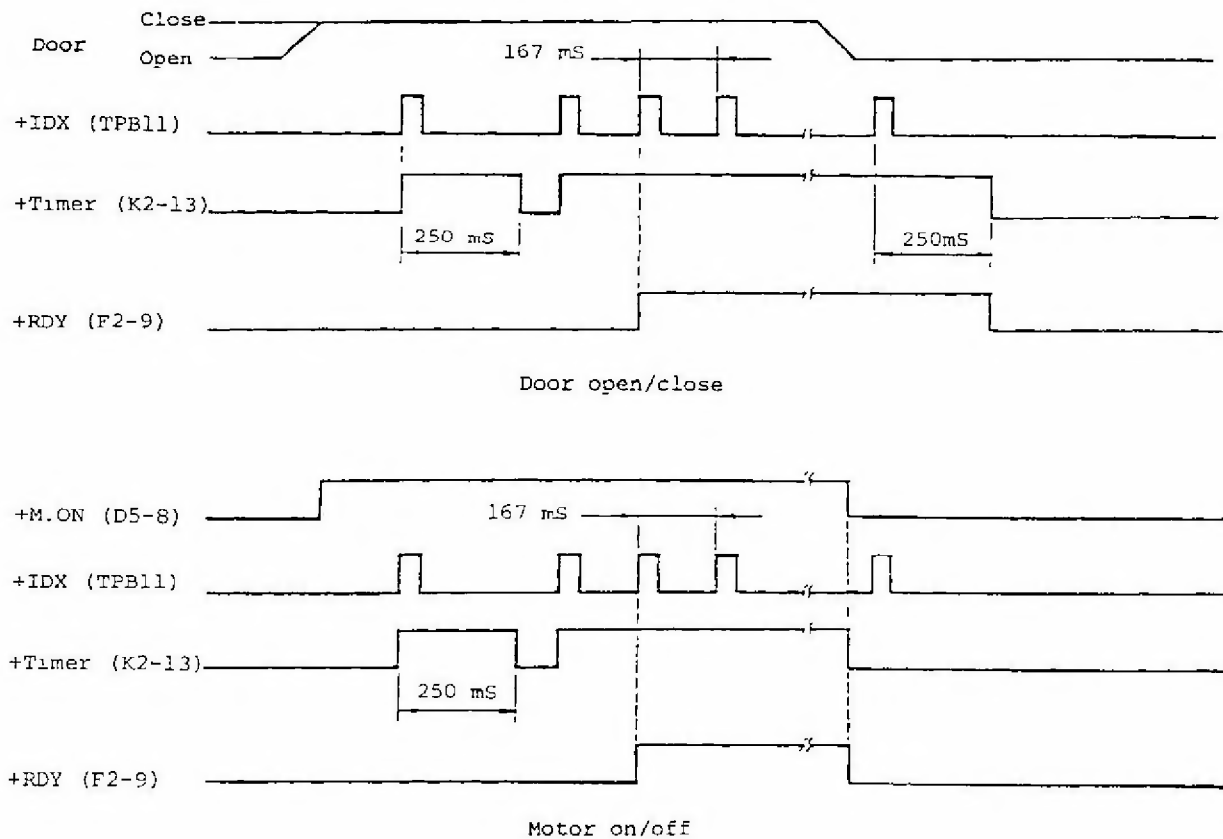 Close
Door
Open
167 mS
+IDX (TPB11)
+Timer (K2-13)
250 mS
250mS
+RDY (F2-9)
Door open/close
+M.ON (D5-8)
167 mS
+IDX (TPB11)
+Timer (K2-13)
250 mS
+RDY (F2-9)
Motor on/off